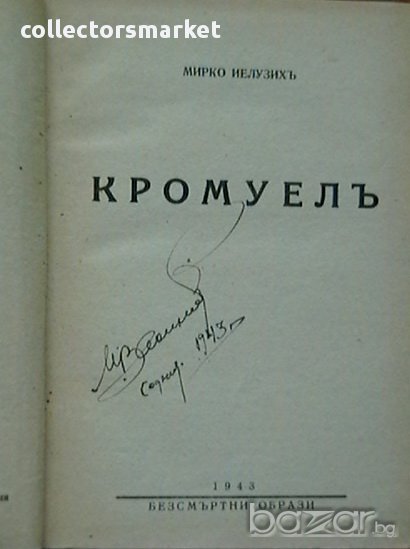 collectorsmarket
МИРКО ИЕЛУЗИХЪ
КРОМУЕЛЪ
1943
1943
БЕЗСМЪРТНИ ОБРАЗИ
bazar.bg